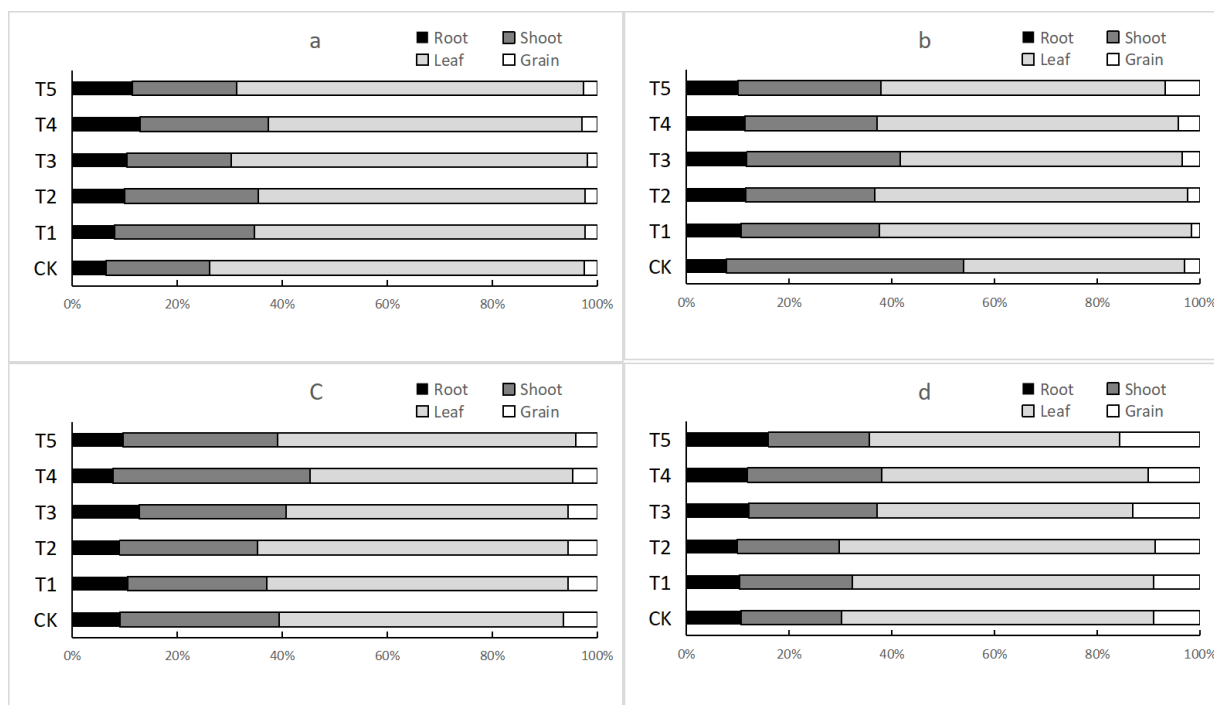 a
Root Shoot
Leaf Grain
T5
T4
T3
T2
T1
CK
0% 20% 40% 60% 80% 100%
b
Root Shoot
Leaf Grain
T5
T4
T3
T2
T1
CK
0% 20% 40% 60% 80% 100%
C
Root Shoot
Leaf Grain
T5
T4
T3
T2
T1
CK
0% 20% 40% 60% 80% 100%
d
Root Shoot
Leaf Grain
T5
T4
T3
T2
T1
CK
0% 20% 40% 60% 80% 100%